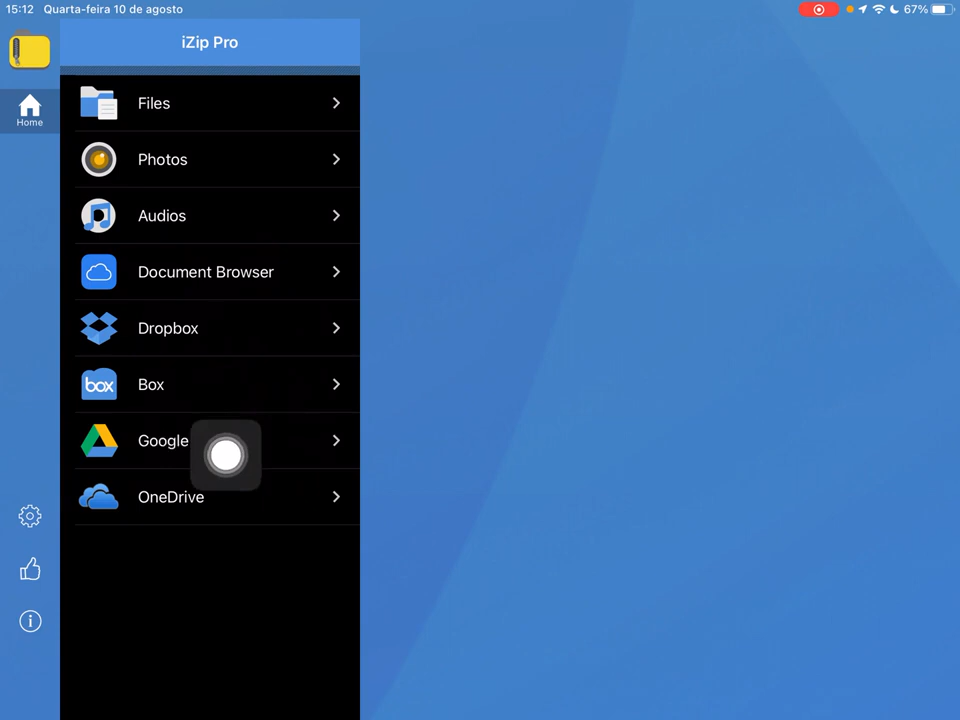 15:12 Quarta-feira 10 de agosto
67%
iZip Pro
Home
Files
Photos
Audios
Document Browser
Dropbox
box
Box
Google
OneDrive